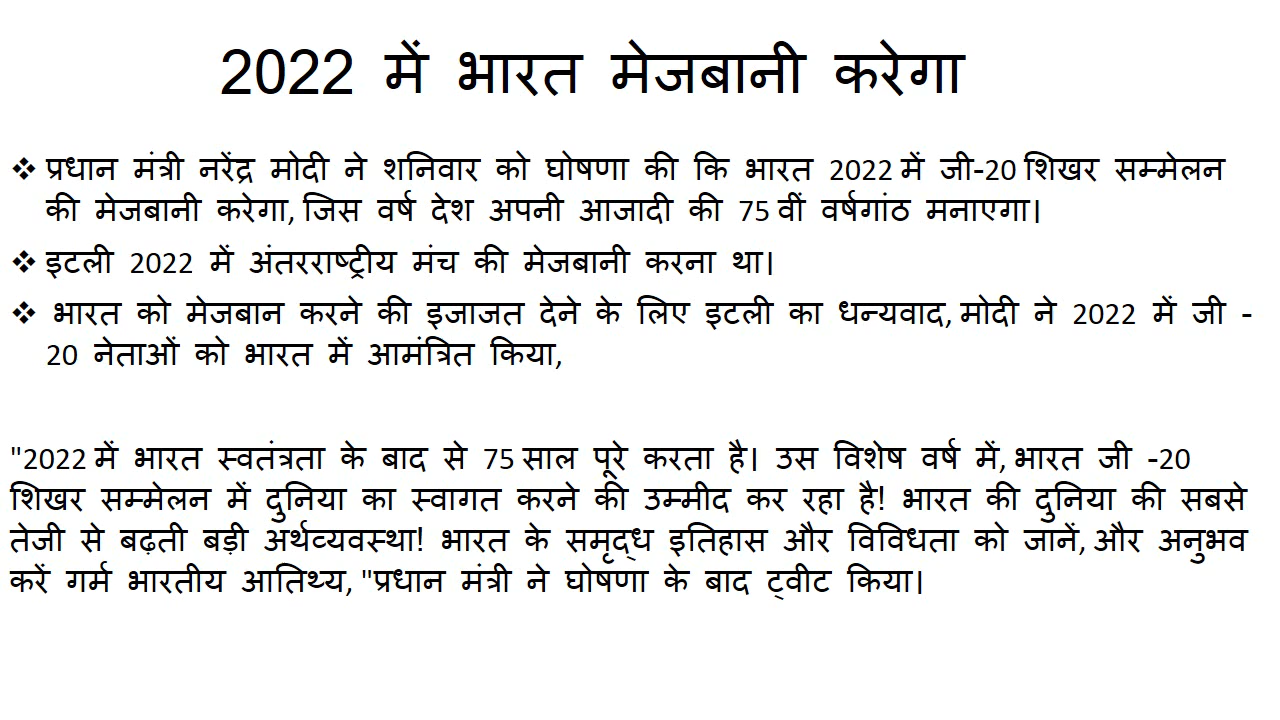 2022 में भारत मेजबानी करेगा
❖ प्रधान मंत्री नरेंद्र मोदी ने शनिवार को घोषणा की कि भारत 2022 में जी-20 शिखर सम्मेलन
की मेजबानी करेगा, जिस वर्ष देश अपनी आजादी की 75 वीं वर्षगांठ मनाएगा।
❖ इटली 2022 में अंतरराष्ट्रीय मंच की मेजबानी करना था।
❖ भारत को मेजबान करने की इजाजत देने के लिए इटली का धन्यवाद, मोदी ने 2022 में जी -
20 नेताओं को भारत में आमंत्रित किया,
"2022 में भारत स्वतंत्रता के बाद से 75 साल पूरे करता है। उस विशेष वर्ष में, भारत जी -20
शिखर सम्मेलन में दुनिया का स्वागत करने की उम्मीद कर रहा है! भारत की दुनिया की सबसे
तेजी से बढ़ती बड़ी अर्थव्यवस्था! भारत के समृद्ध इतिहास और विविधता को जानें, और अनुभव
करें गर्म भारतीय आतिथ्य, "प्रधान मंत्री ने घोषणा के बाद ट्वीट किया।